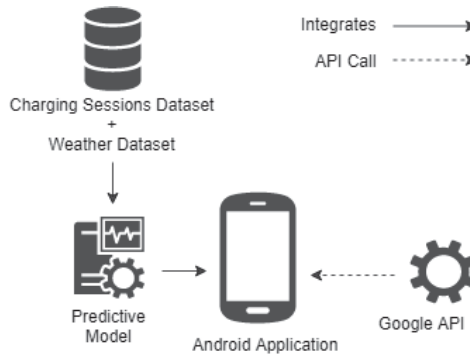 Integrates
API Call
Charging Sessions Dataset
+
Weather Dataset
Predictive
Model
Android Application
Google API